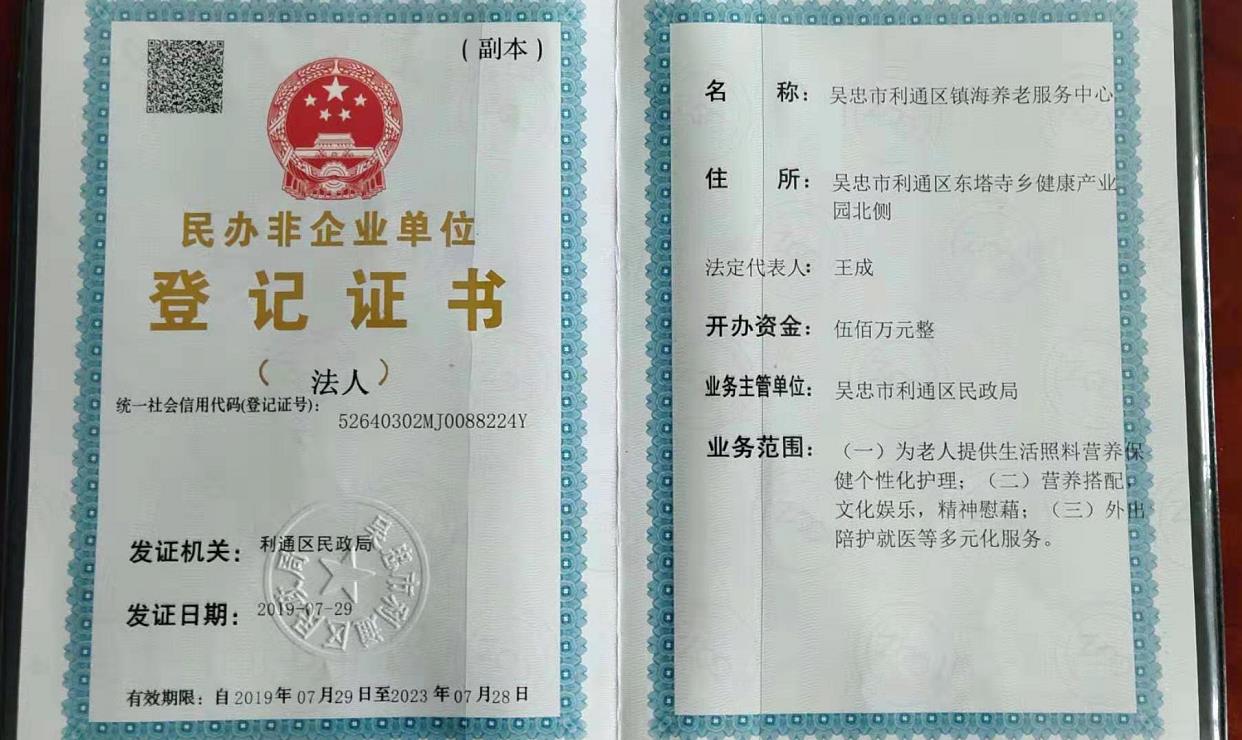 (副本)
民办非企业单位
登记证书
(法人)
统一社会信用代码(登记证号):
52640302MJ0088224Y
发证机关: 利通区民政局
发证日期: 2019-07-29
有效期限: 自2019年07月29日至2023年07月28日
名 称: 吴忠市利通区镇海养老服务中心
住 所: 吴忠市利通区东塔寺乡健康产业
园北侧
法定代表人: 王成
开办资金: 伍佰万元整
业务主管单位: 吴忠市利通区民政局
业务范围: (一)为老人提供生活照料营养保
健个性化护理;(二)营养搭配,
文化娱乐,精神慰藉;(三)外出
陪护就医等多元化服务。